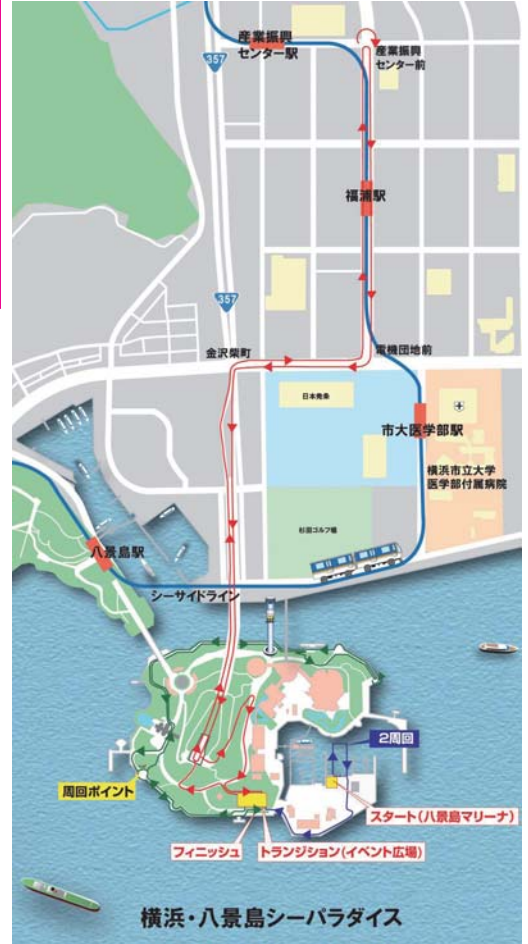 産業振興
センター駅
357
産業振興
センター前
福浦駅
357
金沢柴町
電機団地前
日本発条
市大医学部駅
横浜市立大学
医学部付属病院
杉田ゴルフ場
八景島駅
シーサイドライン
2周回
周回ポイント
スタート(八景島マリーナ)
フィニッシュ
トランジション(イベント広場)
横浜・八景島シーパラダイス